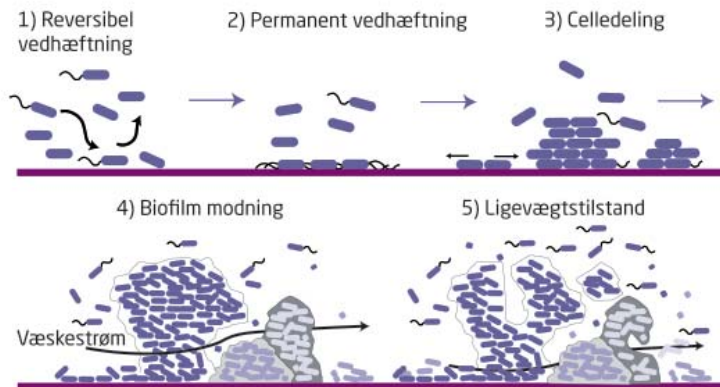 1) Reversibel
vedhæftning
2) Permanent vedhæftning
3) Celledeling
4) Biofilm modning
5) Ligevægtstilstand
Væskestrøm